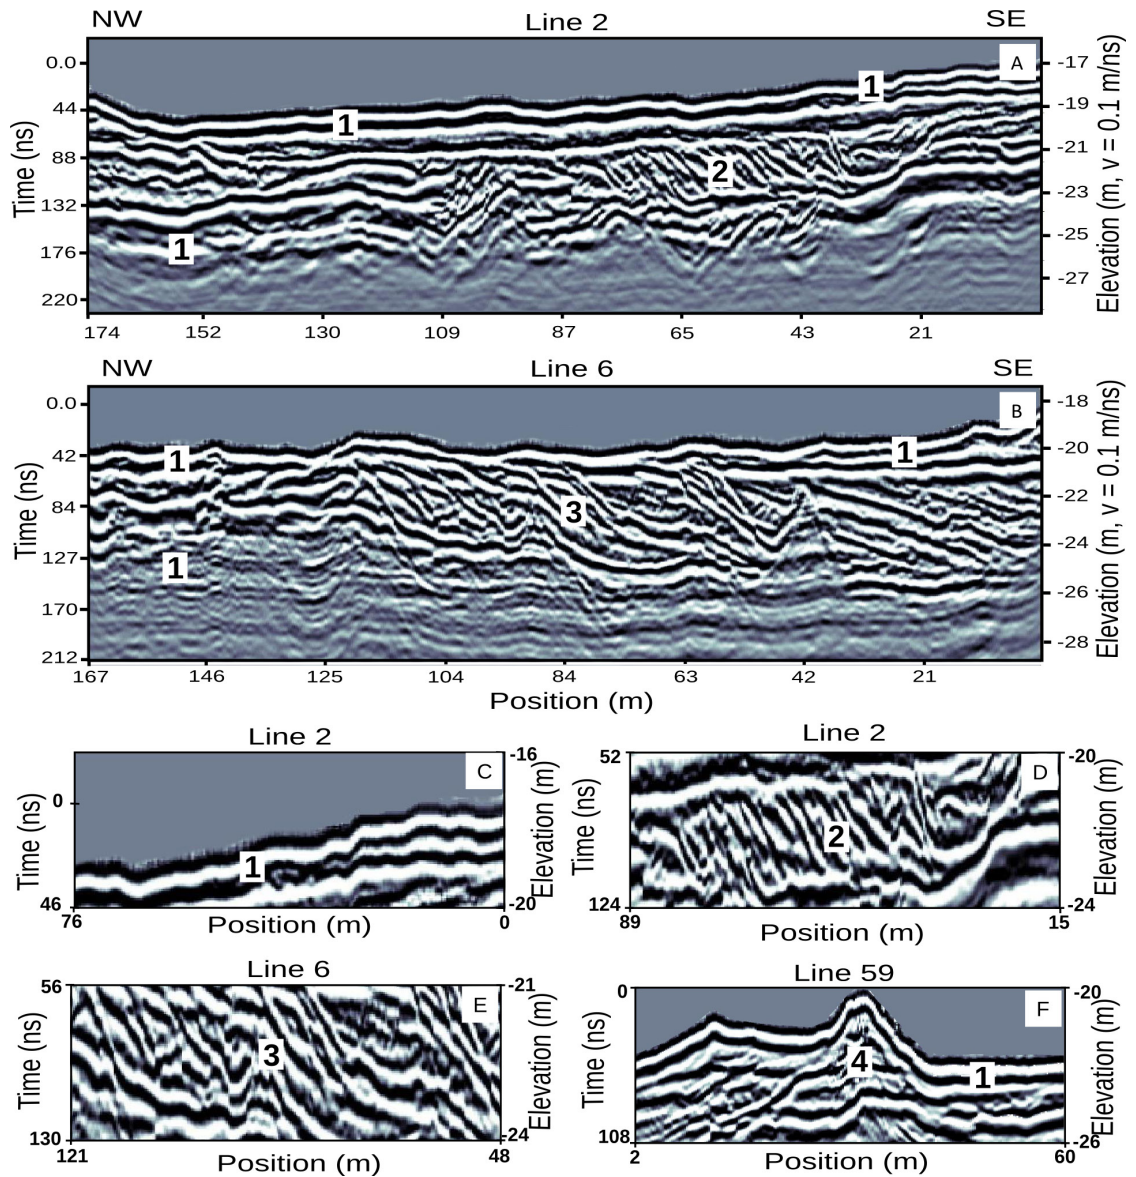 NW Line 2 SE
Time (ns)
0.0
44
88
132
176
220
A
1
1
2
1
-17
-19
-21
-23
-25
-27
Elevation (m, v = 0.1 m/ns)
174 152 130 109 87 65 43 21
NW Line 6 SE
Time (ns)
0.0
42
84
127
170
212
B
1
1
3
1
-18
-20
-22
-24
-26
-28
Elevation (m, v = 0.1 m/ns)
167 146 125 104 84 63 42 21
Position (m)
Line 2
Time (ns)
0
46
C
1
-16
-20
Elevation (m)
76 0
Position (m)
Line 2
Time (ns)
52
124
D
2
-20
-24
Elevation (m)
89 15
Position (m)
Line 6
Time (ns)
56
130
E
3
-21
-24
Elevation (m)
121 48
Position (m)
Line 59
Time (ns)
0
108
F
4
1
-20
-26
Elevation (m)
2 60
Position (m)